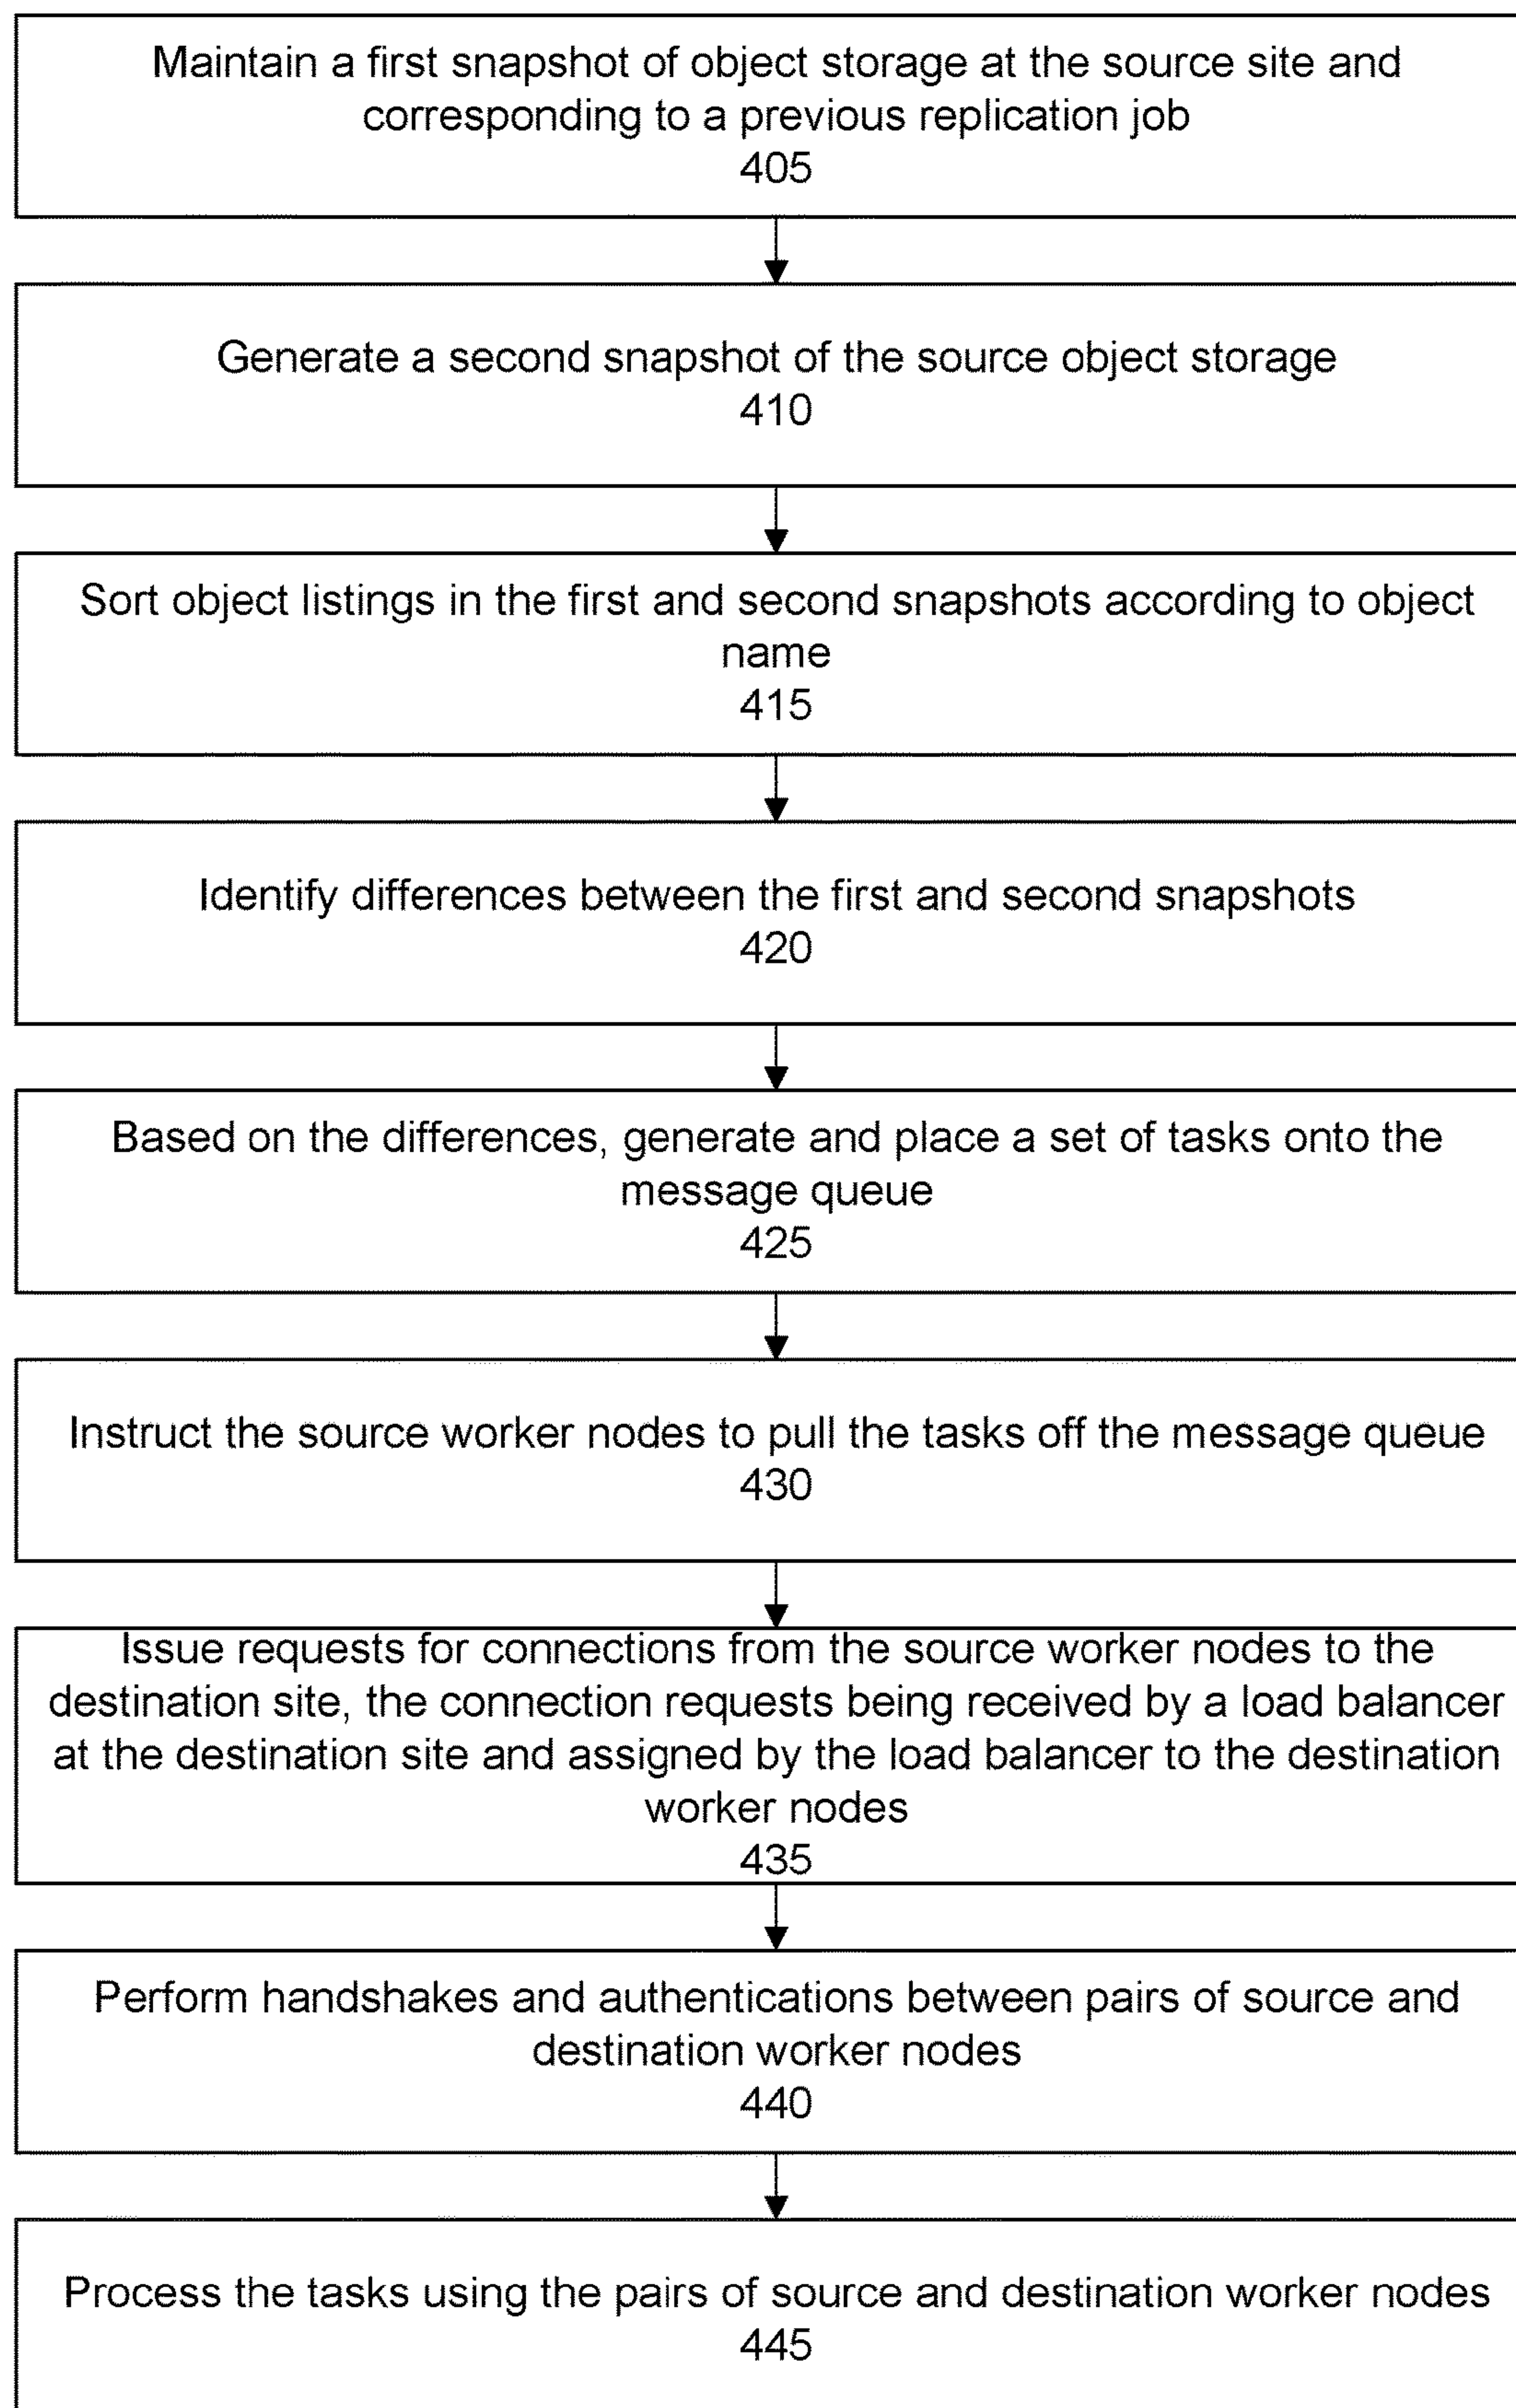 Maintain a first snapshot of object storage at the source site and
corresponding to a previous replication job
405
Generate a second snapshot of the source object storage
410
Sort object listings in the first and second snapshots according to object
name
415
Identify differences between the first and second snapshots
420
Based on the differences, generate and place a set of tasks onto the
message queue
425
Instruct the source worker nodes to pull the tasks off the message queue
430
Issue requests for connections from the source worker nodes to the
destination site, the connection requests being received by a load balancer
at the destination site and assigned by the load balancer to the destination
worker nodes
435
Perform handshakes and authentications between pairs of source and
destination worker nodes
440
Process the tasks using the pairs of source and destination worker nodes
445